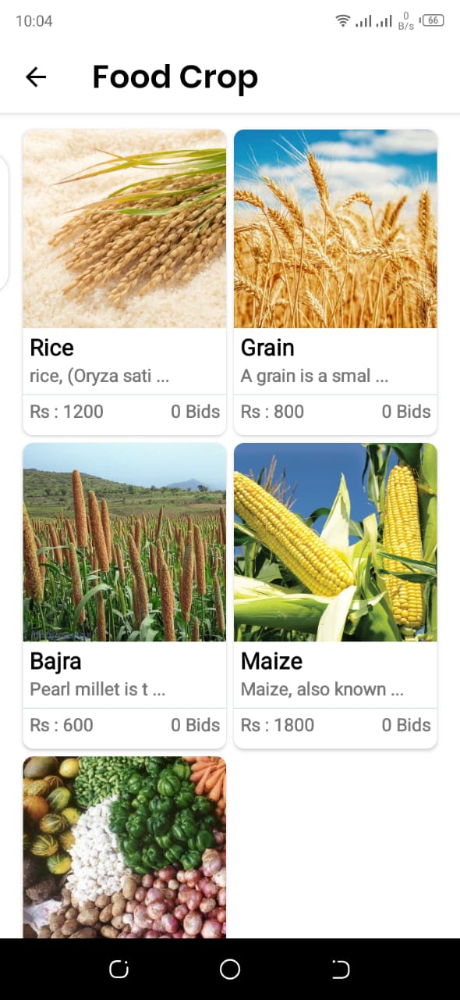 10:04
0
B/s
66
Food Crop
Rice
rice, (Oryza sati ...
Rs : 1200 0 Bids
Grain
A grain is a smal ...
Rs : 800 0 Bids
Bajra
Pearl millet is t ...
Rs : 600 0 Bids
Maize
Maize, also known ...
Rs : 1800 0 Bids